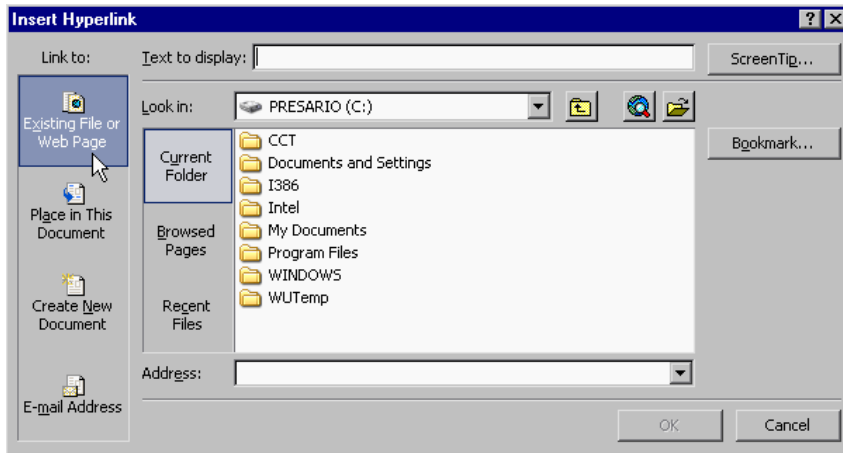 Insert Hyperlink
Link to:
Text to display:
ScreenTip...
Existing File or
Web Page
Look in:
PRESARIO (C:)
Bookmark...
Current
Folder
CCT
Documents and Settings
I386
Intel
My Documents
Program Files
WINDOWS
WUTemp
Place in This
Document
Browsed
Pages
Create New
Document
Recent
Files
Address:
E-mail Address
OK
Cancel